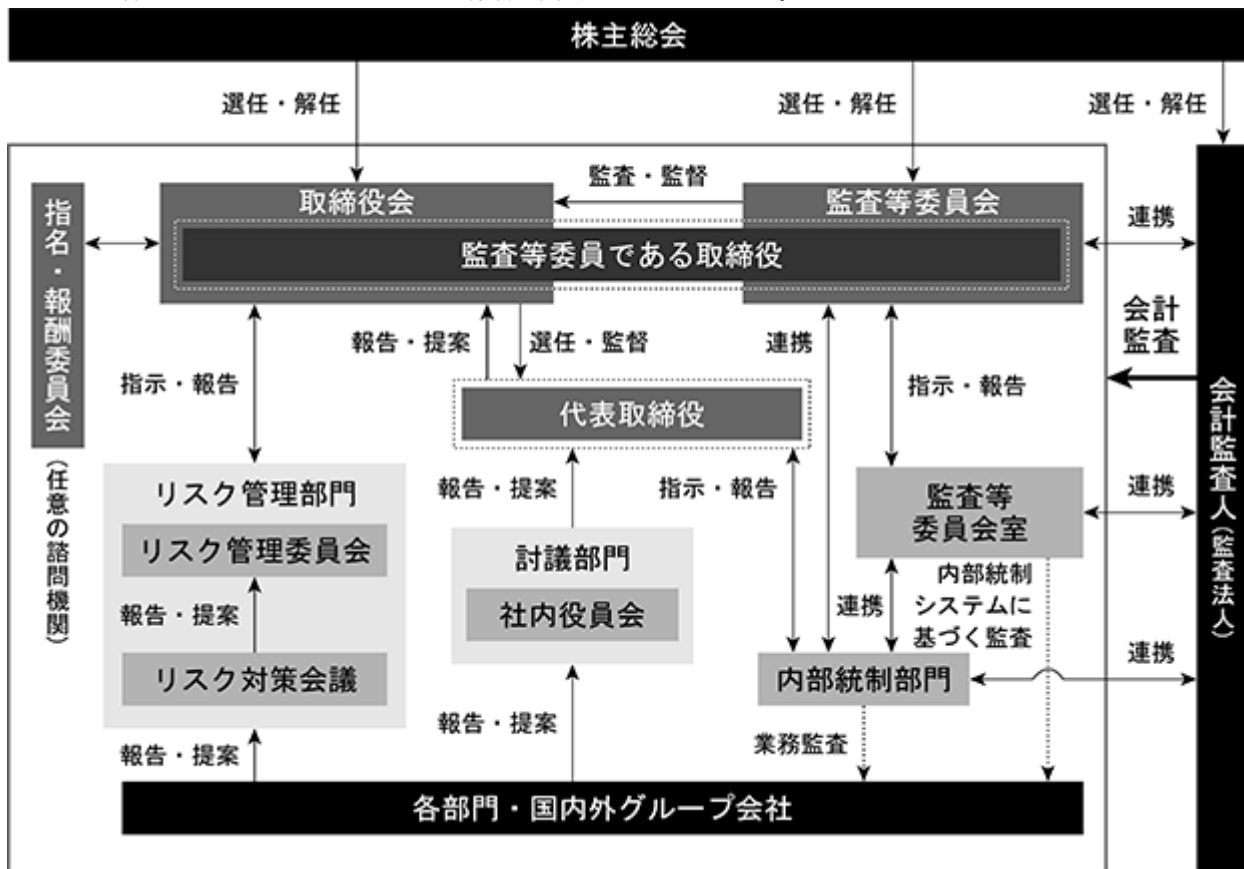 株主総会
選任・解任
選任・解任
選任・解任
指名・報酬委員会
（任意の諮問機関）
取締役会
監査・監督
監査等委員会
監査等委員である取締役
連携
会計
監査
会計監査人（監査法人）
報告・提案
選任・監督
連携
指示・報告
指示・報告
代表取締役
リスク管理部門
リスク管理委員会
報告・提案
リスク対策会議
報告・提案
報告・提案
討議部門
社内役員会
報告・提案
指示・報告
監査等
委員会室
連携
内部統制
システムに
基づく監査
連携
内部統制部門
連携
業務監査
各部門・国内外グループ会社